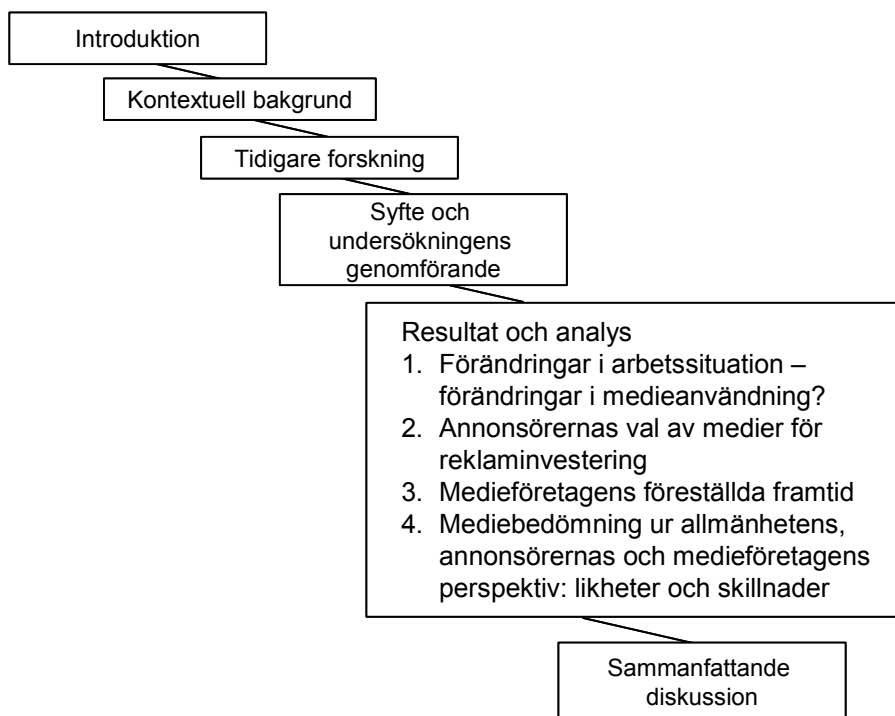 Introduktion
Kontextuell bakgrund
Tidigare forskning
Syfte och
undersökningens
genomförande
Resultat och analys
1. Förändringar i arbetssituation –
förändringar i medieanvändning?
2. Annonsörernas val av medier för
reklaminvestering
3. Medieföretagens föreställda framtid
4. Mediebedömning ur allmänhetens,
annonsörernas och medieföretagens
perspektiv: likheter och skillnader
Sammanfattande
diskussion